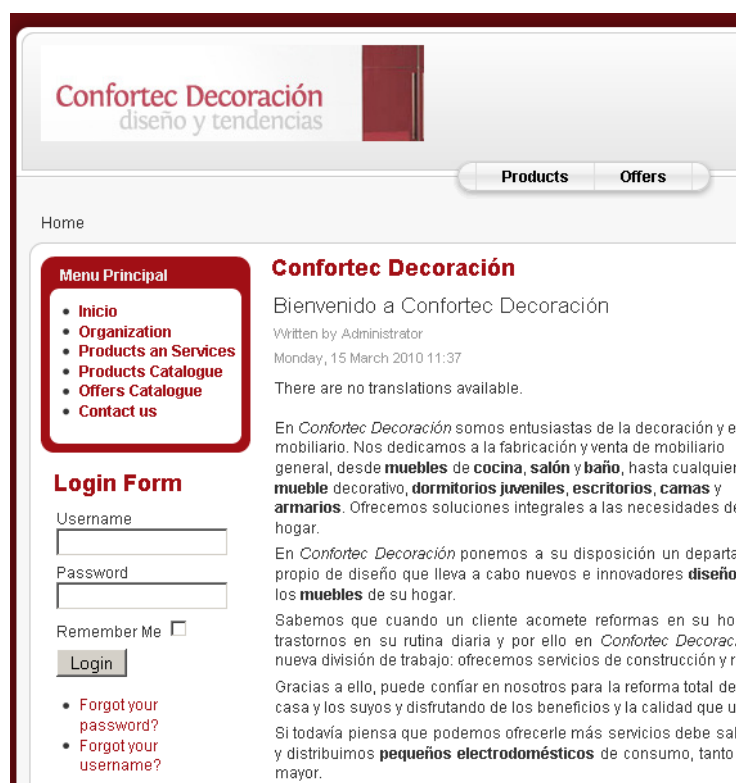 Confortec Decoración
diseño y tendencias
Products
Offers
Home
Menu Principal
Inicio
Organization
Products an Services
Products Catalogue
Offers Catalogue
Contact us
Login Form
Username
Password
Remember Me
Login
Forgot your
password?
Forgot your
username?
Confortec Decoración
Bienvenido a Confortec Decoración
Written by Administrator
Monday, 15 March 2010 11:37
There are no translations available.
En Confortec Decoración somos entusiastas de la decoración y e
mobiliario. Nos dedicamos a la fabricación y venta de mobiliario
general, desde muebles de cocina, salón y baño, hasta cualquier
mueble decorativo, dormitorios juveniles, escritorios, camas y
armarios. Ofrecemos soluciones integrales a las necesidades de
hogar.
En Confortec Decoración ponemos a su disposición un departa
propio de diseño que lleva a cabo nuevos e innovadores diseño
los muebles de su hogar.
Sabemos que cuando un cliente acomete reformas en su ho
trastornos en su rutina diaria y por ello en Confortec Decorac
nueva división de trabajo: ofrecemos servicios de construcción y r
Gracias a ello, puede confíar en nosotros para la reforma total de
casa y los suyos y disfrutando de los beneficios y la calidad que u
Si todavía piensa que podemos ofrecerle más servicios debe sal
y distribuimos pequeños electrodomésticos de consumo, tanto
mayor.